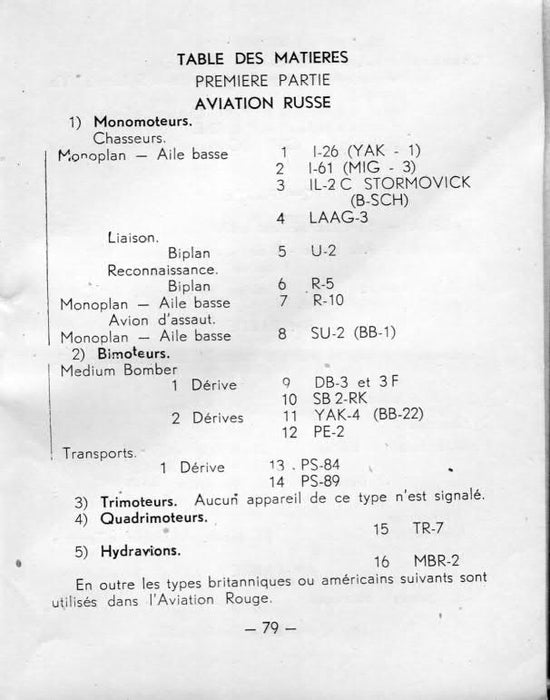 TABLE DES MATIERES
PREMIERE PARTIE
AVIATION RUSSE
1) Monomoteurs.
Chasseurs.
Monoplan — Aile basse 1 I-26 (YAK - 1)
2 I-61 (MIG - 3)
3 IL-2 C STORMOVICK
(B-SCH)
4 LAAG-3
Liaison.
Biplan 5 U-2
Reconnaissance.
Biplan 6 R-5
Monoplan — Aile basse 7 R-10
Avion d'assaut.
Monoplan — Aile basse 8 SU-2 (BB-1)
2) Bimoteurs.
Medium Bomber
1 Dérive 9 DB-3 et 3 F
10 SB 2-RK
2 Dérives 11 YAK-4 (BB-22)
12 PE-2
Transports.
1 Dérive 13 . PS-84
14 PS-89
3) Trimoteurs. Aucun appareil de ce type n'est signalé.
4) Quadrimoteurs.
15 TR-7
5) Hydravions.
16 MBR-2
En outre les types britanniques ou américains suivants sont
utilisés dans l'Aviation Rouge.
— 79 —